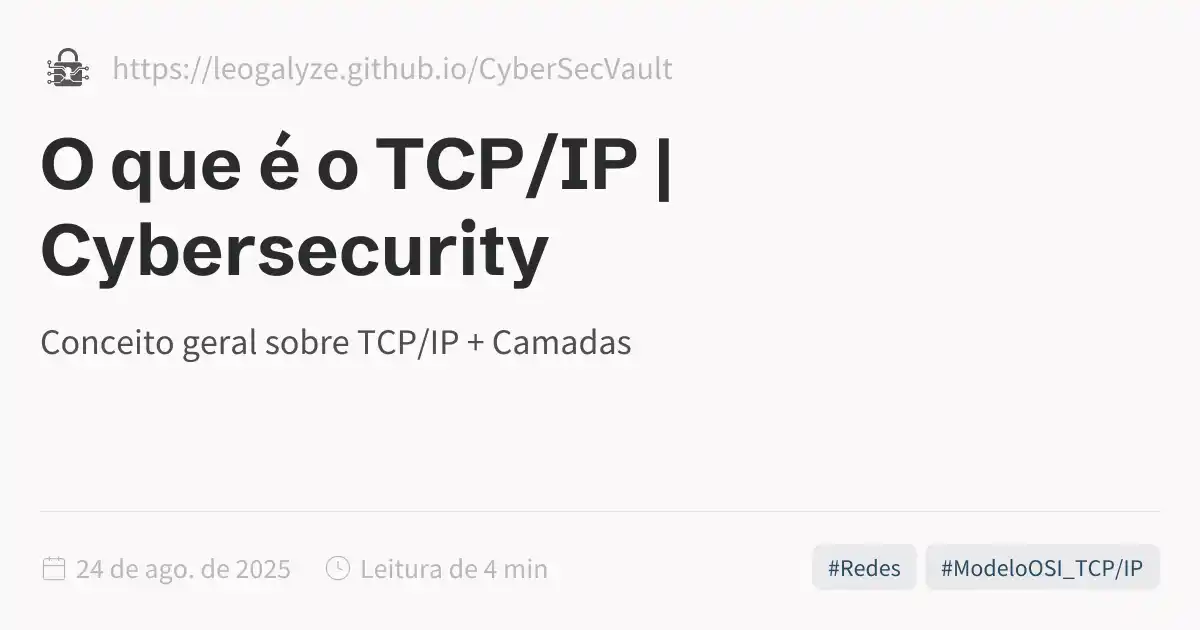 https://leogalyze.github.io/CyberSecVault
O que é o TCP/IP |
Cybersecurity
Conceito geral sobre TCP/IP + Camadas
24 de ago. de 2025
Leitura de 4 min
#Redes
#ModeloOSI_TCP/IP